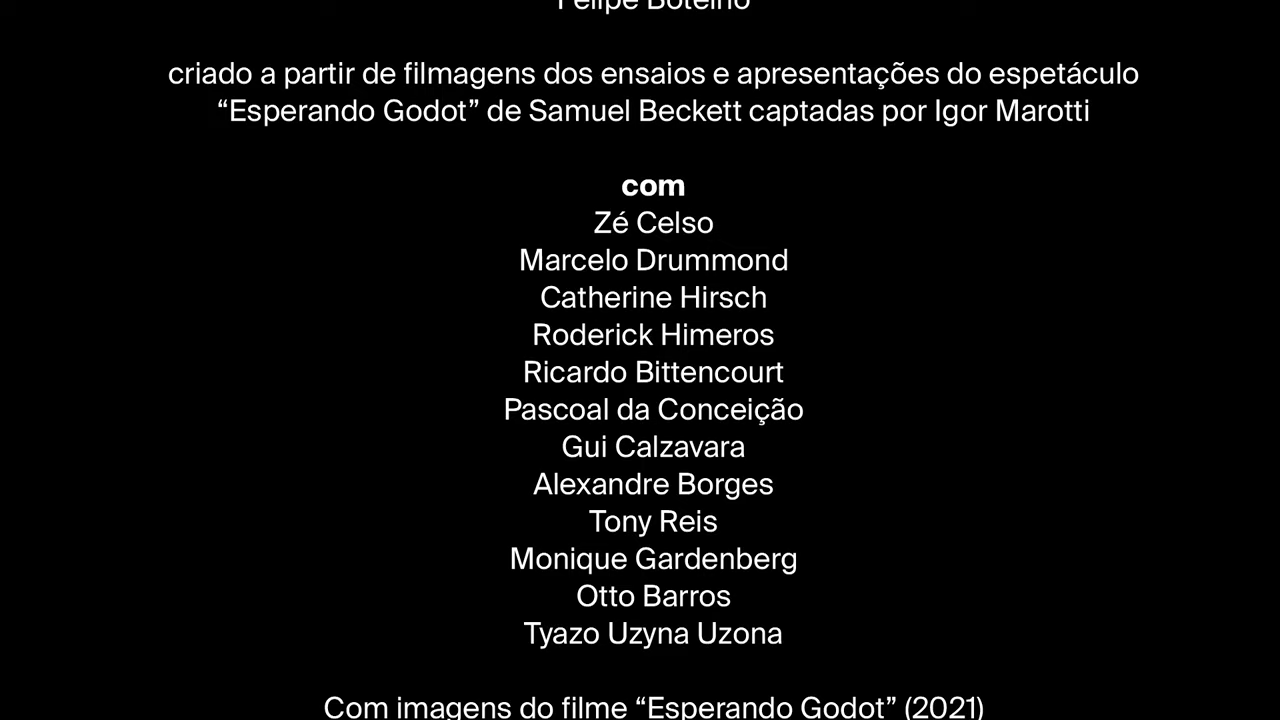 Felipe Botelho
criado a partir de filmagens dos ensaios e apresentações do espetáculo
“Esperando Godot” de Samuel Beckett captadas por Igor Marotti
com
Zé Celso
Marcelo Drummond
Catherine Hirsch
Roderick Himeros
Ricardo Bittencourt
Pascoal da Conceição
Gui Calzavara
Alexandre Borges
Tony Reis
Monique Gardenberg
Otto Barros
Tyazo Uzyna Uzona
Com imagens do filme “Esperando Godot” (2021)